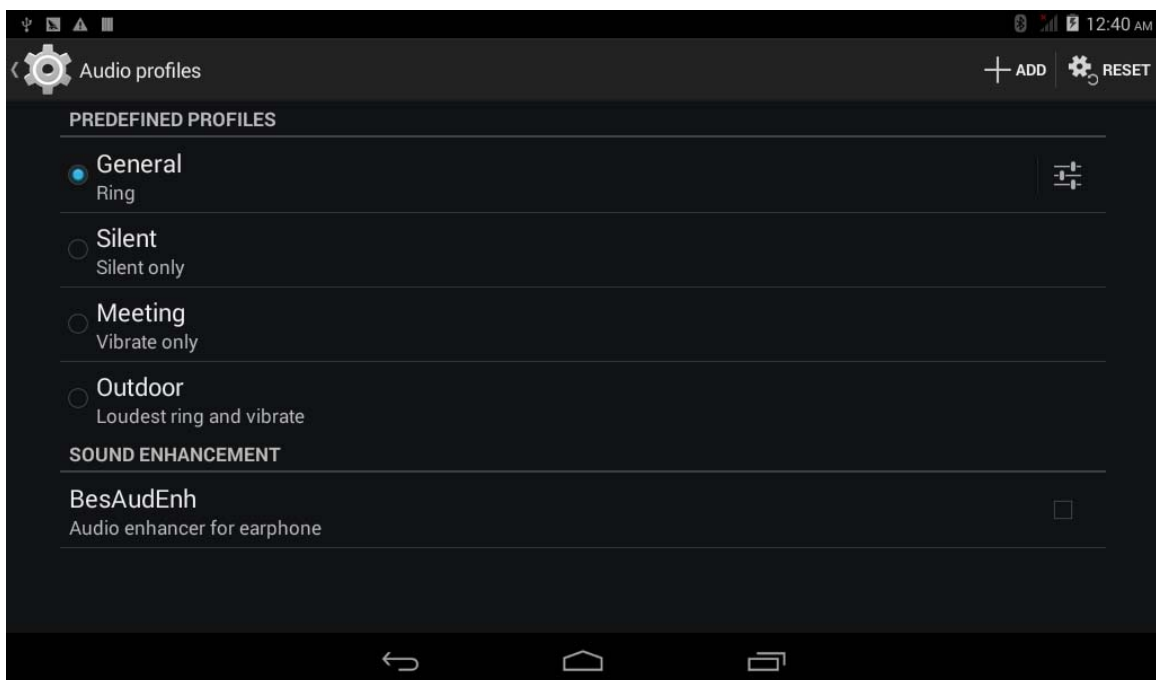 12:40 AM
Audio profiles
ADD
RESET
PREDEFINED PROFILES
General
Ring
Silent
Silent only
Meeting
Vibrate only
Outdoor
Loudest ring and vibrate
SOUND ENHANCEMENT
BesAudEnh
Audio enhancer for earphone